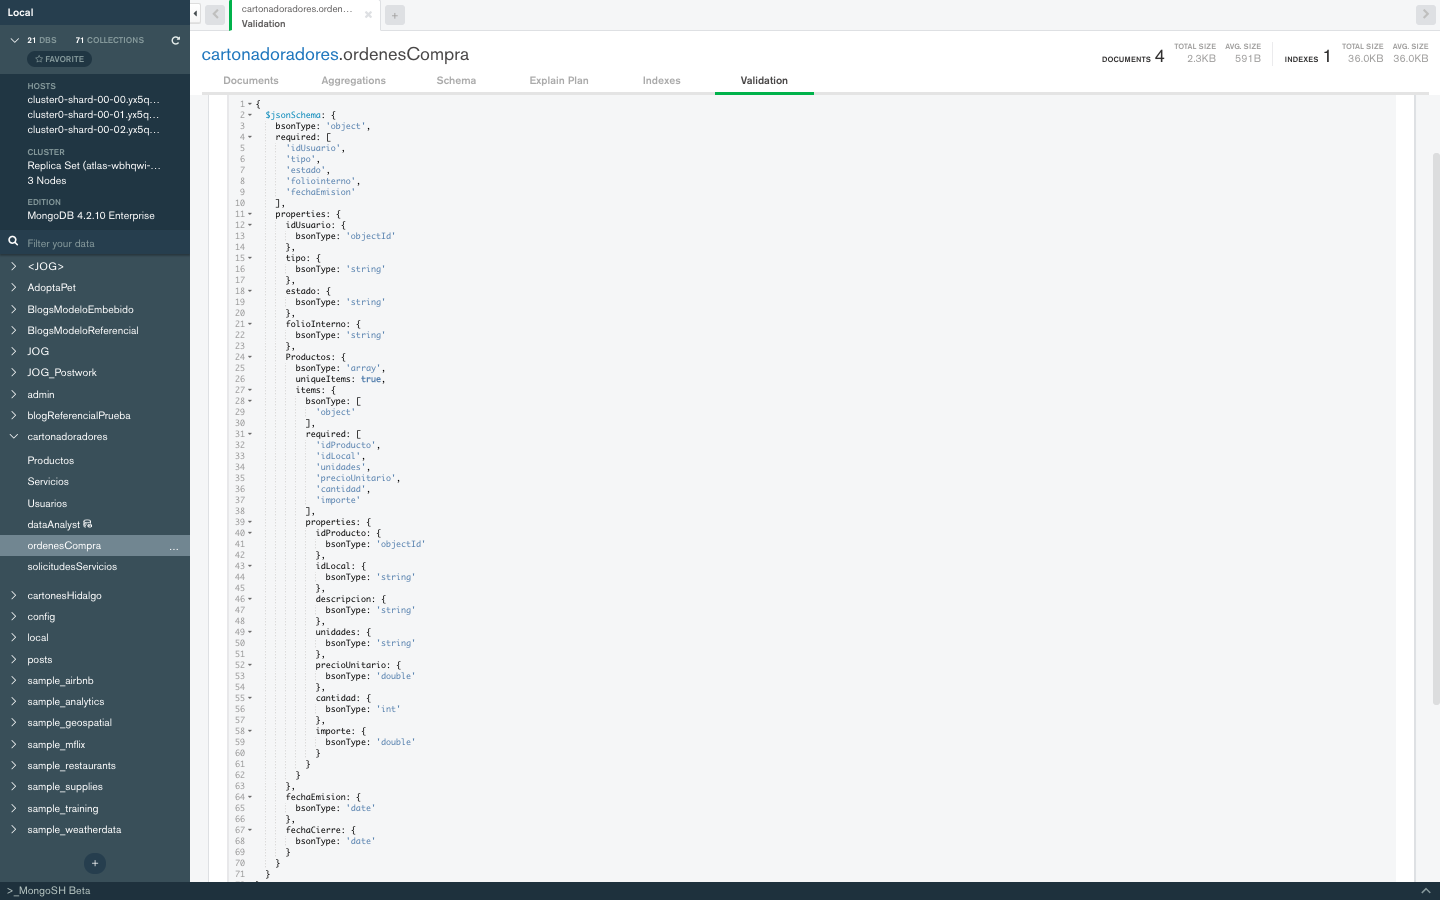 Local
21 DBS 71 COLLECTIONS
FAVORITE
HOSTS
cluster0-shard-00-00.yx5q...
cluster0-shard-00-01.yx5q...
cluster0-shard-00-02.yx5q...
CLUSTER
Replica Set (atlas-wbhqwi-...
3 Nodes
EDITION
MongoDB 4.2.10 Enterprise
Filter your data
<JOG>
AdoptaPet
BlogsModeloEmbebido
BlogsModeloReferencial
JOG
JOG_Postwork
admin
blogReferencialPrueba
cartonadoradores
Productos
Servicios
Usuarios
dataAnalyst
ordenesCompra ...
solicitudesServicios
cartonesHidalgo
config
local
posts
sample_airbnb
sample_analytics
sample_geospatial
sample_mflix
sample_restaurants
sample_supplies
sample_training
sample_weatherdata
+
>_MongoSH Beta
cartonadoradores.orden...
Validation
+
cartonadoradores.ordenesCompra
DOCUMENTS 4 TOTAL SIZE 2.3KB AVG. SIZE 591B INDEXES 1 TOTAL SIZE 36.0KB AVG. SIZE 36.0KB
Documents Aggregations Schema Explain Plan Indexes Validation
1 {
2 $jsonSchema: {
3 bsonType: 'object',
4 required: [
5 'idUsuario',
6 'tipo',
7 'estado',
8 'foliointerno',
9 'fechaEmision'
10 ],
11 properties: {
12 idUsuario: {
13 bsonType: 'objectId'
14 },
15 tipo: {
16 bsonType: 'string'
17 },
18 estado: {
19 bsonType: 'string'
20 },
21 folioInterno: {
22 bsonType: 'string'
23 },
24 Productos: {
25 bsonType: 'array',
26 uniqueItems: true,
27 items: {
28 bsonType: [
29 'object'
30 ],
31 required: [
32 'idProducto',
33 'idLocal',
34 'unidades',
35 'precioUnitario',
36 'cantidad',
37 'importe'
38 ],
39 properties: {
40 idProducto: {
41 bsonType: 'objectId'
42 },
43 idLocal: {
44 bsonType: 'string'
45 },
46 descripcion: {
47 bsonType: 'string'
48 },
49 unidades: {
50 bsonType: 'string'
51 },
52 precioUnitario: {
53 bsonType: 'double'
54 },
55 cantidad: {
56 bsonType: 'int'
57 },
58 importe: {
59 bsonType: 'double'
60 }
61 }
62 }
63 },
64 fechaEmision: {
65 bsonType: 'date'
66 },
67 fechaCierre: {
68 bsonType: 'date'
69 }
70 }
71 }